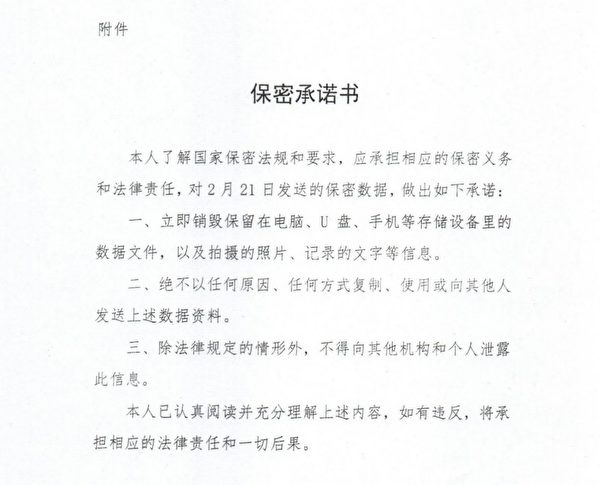 附件
保密承诺书
本人了解国家保密法规和要求，应承担相应的保密义务
和法律责任，对2月21日发送的保密数据，做出如下承诺：
一、立即销毁保留在电脑、U 盘、手机等存储设备里的
数据文件，以及拍摄的照片、记录的文字等信息。
二、绝不以任何原因、任何方式复制、使用或向其他人
发送上述数据资料。
三、除法律规定的情形外，不得向其他机构和个人泄露
此信息。
本人已认真阅读并充分理解上述内容，如有违反，将承
担相应的法律责任和一切后果。